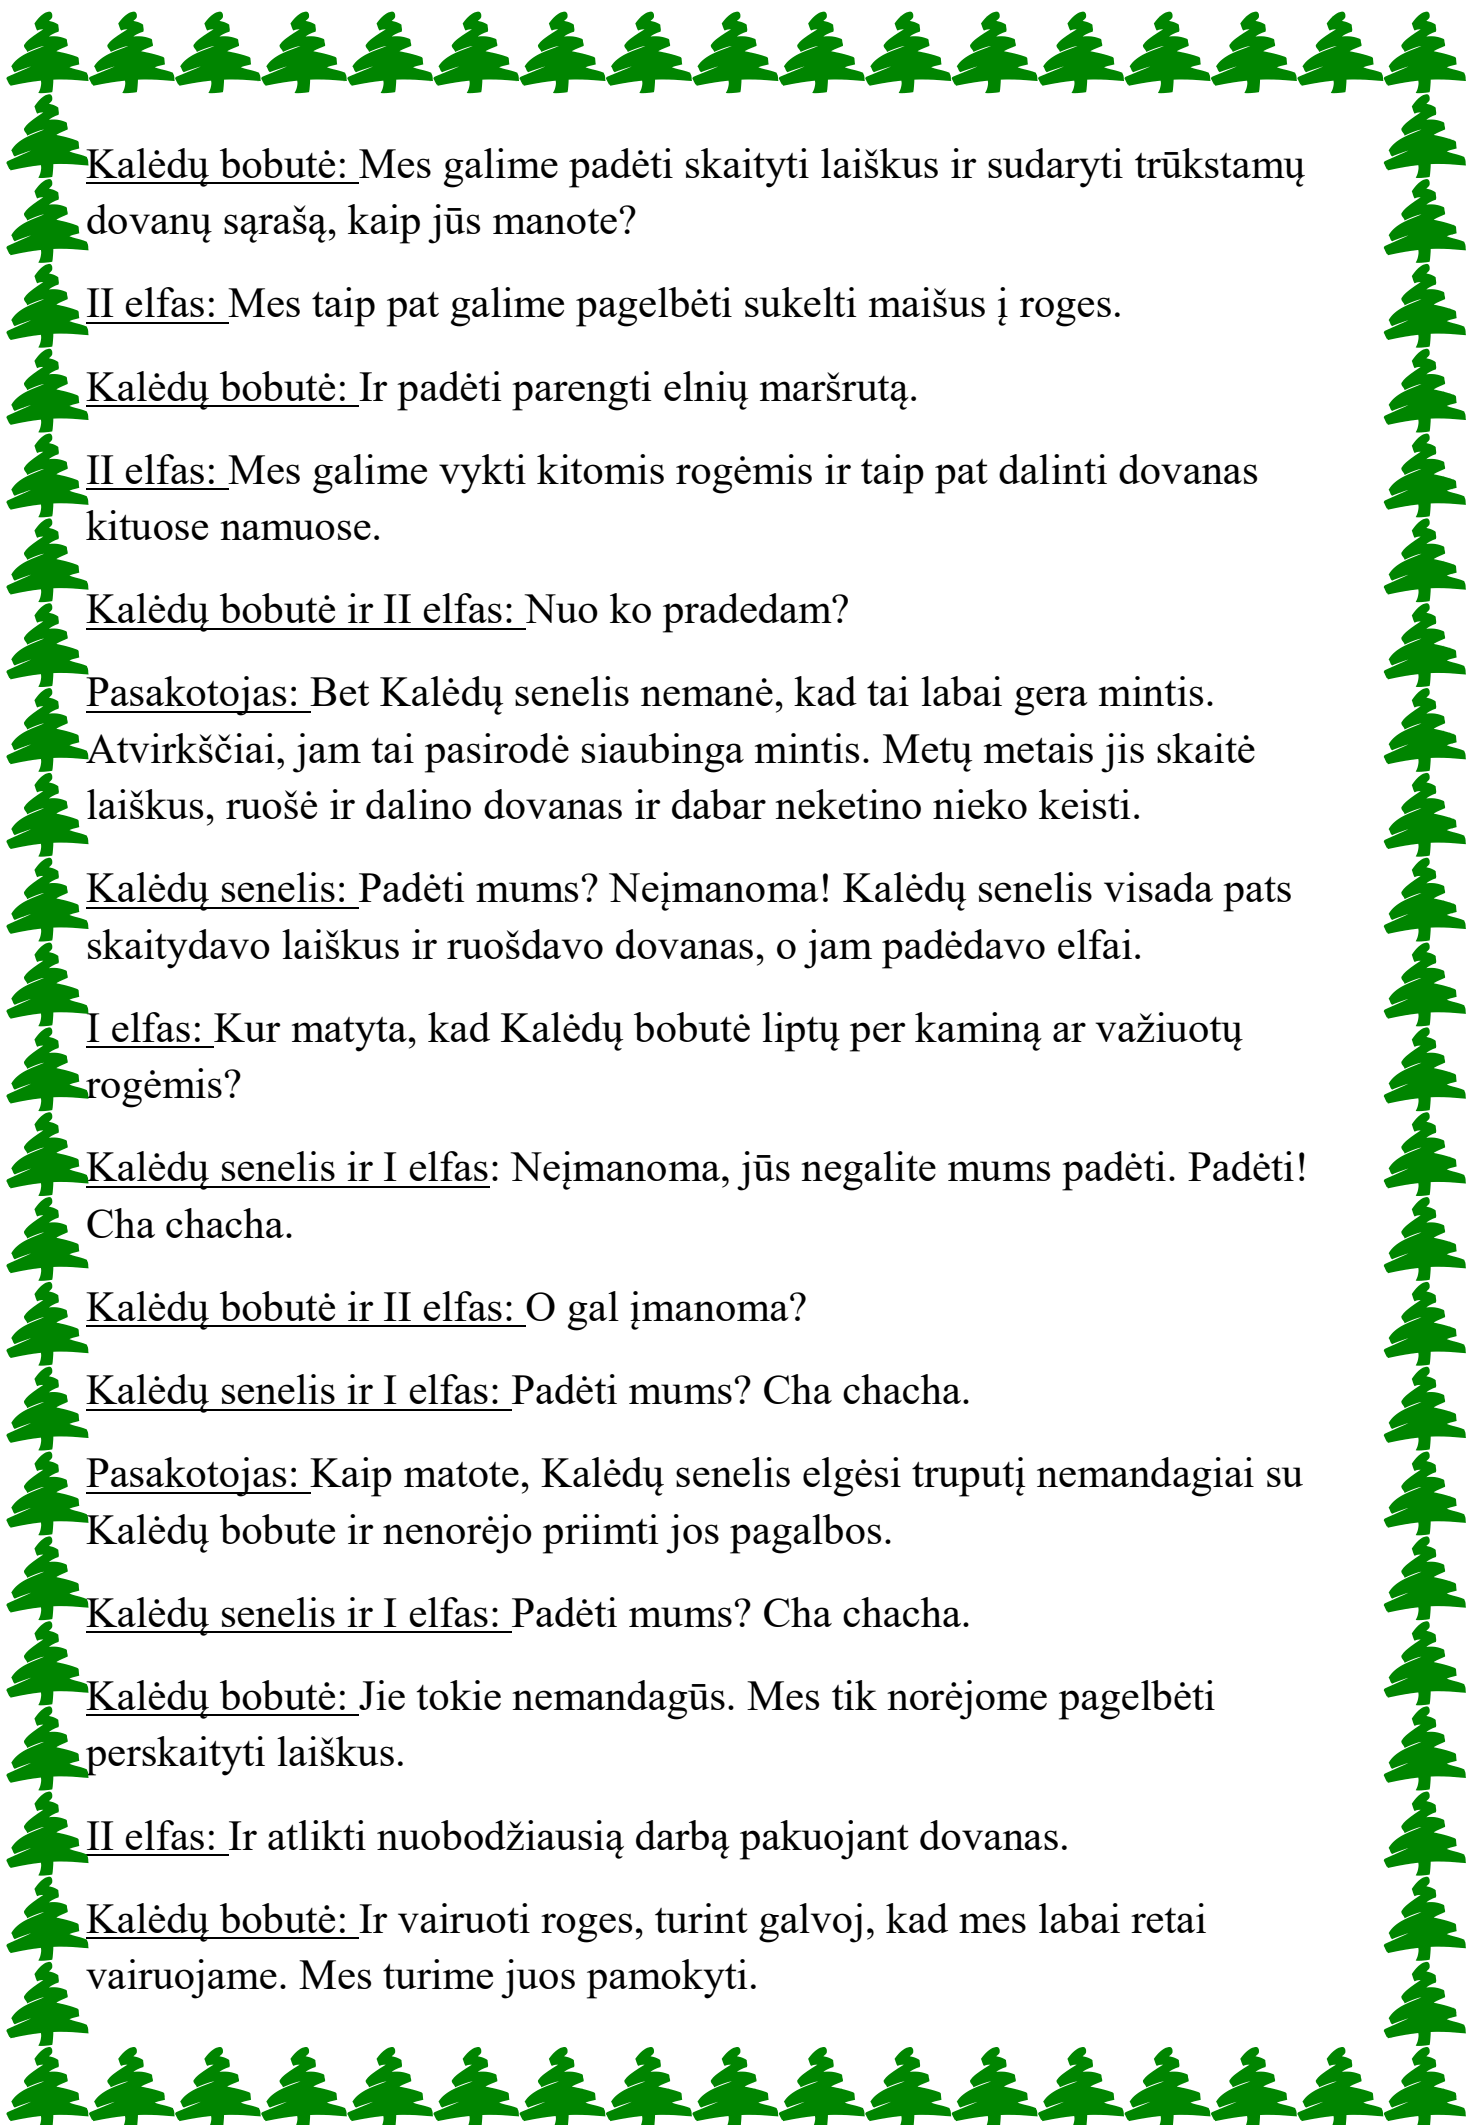 Kalėdų bobutė: Mes galime padėti skaityti laiškus ir sudaryti trūkstamų
dovanų sąrašą, kaip jūs manote?
II elfas: Mes taip pat galime pagelbėti sukelti maišus į roges.
Kalėdų bobutė: Ir padėti parengti elnių maršrutą.
II elfas: Mes galime vykti kitomis rogėmis ir taip pat dalinti dovanas
kituose namuose.
Kalėdų bobutė ir II elfas: Nuo ko pradedam?
Pasakotojas: Bet Kalėdų senelis nemanė, kad tai labai gera mintis.
Atvirkščiai, jam tai pasirodė siaubinga mintis. Metų metais jis skaitė
laiškus, ruošė ir dalino dovanas ir dabar neketino nieko keisti.
Kalėdų senelis: Padėti mums? Neįmanoma! Kalėdų senelis visada pats
skaitydavo laiškus ir ruošdavo dovanas, o jam padėdavo elfai.
I elfas: Kur matyta, kad Kalėdų bobutė liptų per kaminą ar važiuotų
rogėmis?
Kalėdų senelis ir I elfas: Neįmanoma, jūs negalite mums padėti. Padėti!
Cha chacha.
Kalėdų bobutė ir II elfas: O gal įmanoma?
Kalėdų senelis ir I elfas: Padėti mums? Cha chacha.
Pasakotojas: Kaip matote, Kalėdų senelis elgėsi truputį nemandagiai su
Kalėdų bobute ir nenorėjo priimti jos pagalbos.
Kalėdų senelis ir I elfas: Padėti mums? Cha chacha.
Kalėdų bobutė: Jie tokie nemandagūs. Mes tik norėjome pagelbėti
perskaityti laiškus.
II elfas: Ir atlikti nuobodžiausią darbą pakuojant dovanas.
Kalėdų bobutė: Ir vairuoti roges, turint galvoj, kad mes labai retai
vairuojame. Mes turime juos pamokyti.